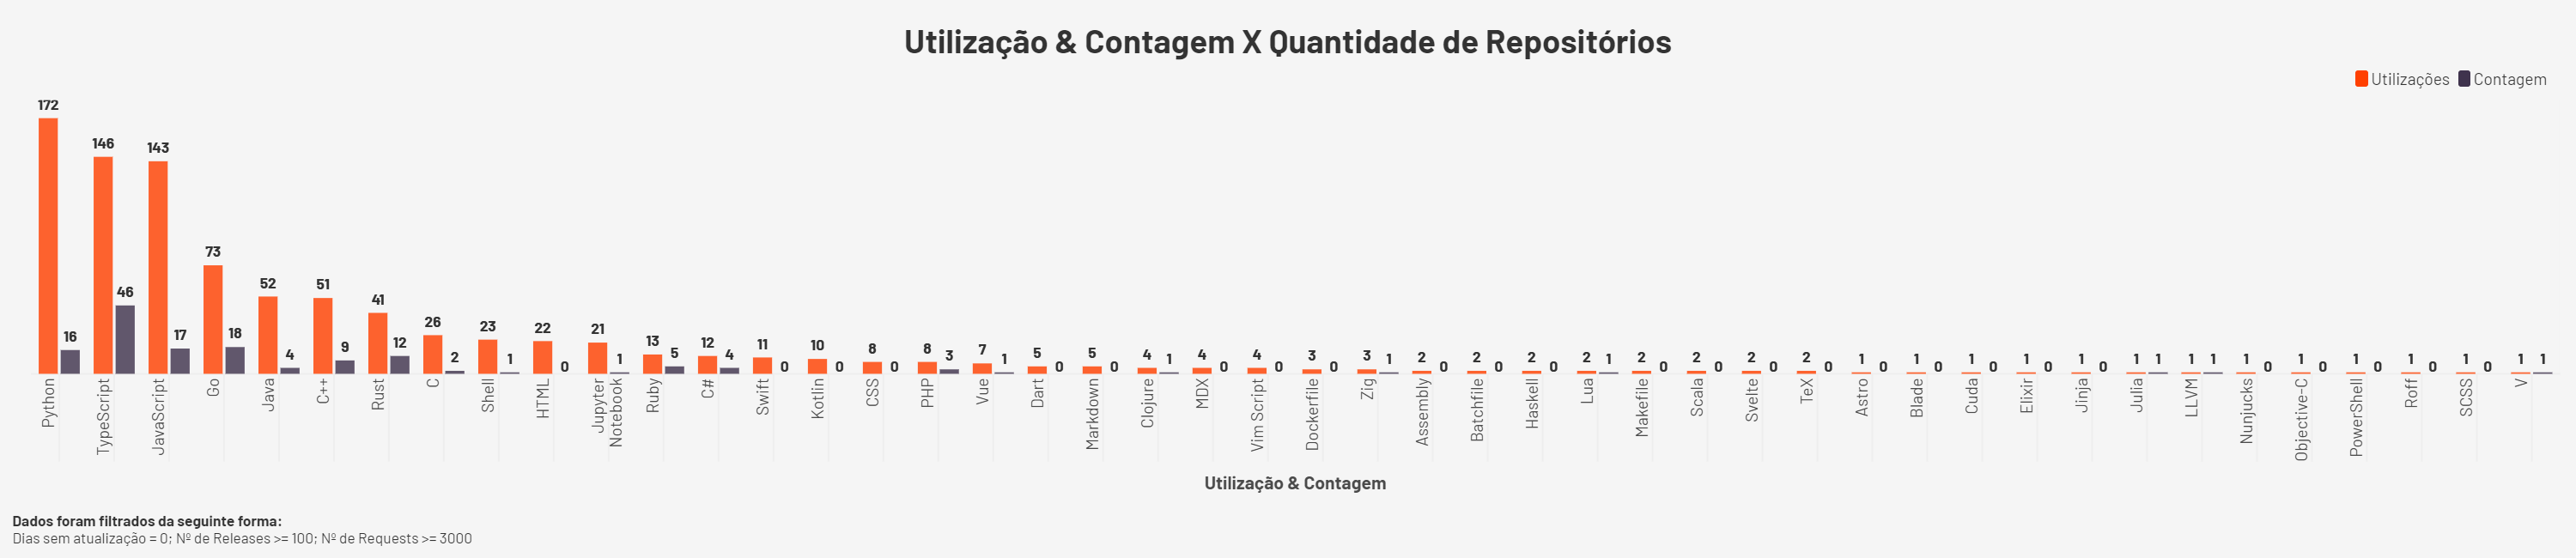 Utilização & Contagem X Quantidade de Repositórios
Utilizações Contagem
172
16
146
46
143
17
73
18
52
4
51
9
41
12
26
2
23
1
22
0
21
1
13
5
12
4
11
0
10
0
8
0
8
3
7
1
5
0
5
0
4
1
4
0
4
0
3
0
3
1
2
0
2
0
2
0
2
1
2
0
2
0
2
0
2
0
1
0
1
0
1
0
1
0
1
0
1
1
1
1
1
0
1
0
1
0
1
0
1
0
1
1
Python
TypeScript
JavaScript
Go
Java
C++
Rust
C
Shell
HTML
Jupyter
Notebook
Ruby
C#
Swift
Kotlin
CSS
PHP
Vue
Dart
Markdown
Clojure
MDX
Vim Script
Dockerfile
Zig
Assembly
Batchfile
Haskell
Lua
Makefile
Scala
Svelte
TeX
Astro
Blade
Cuda
Elixir
Jinja
Julia
LLVM
Nunjucks
Objective-C
PowerShell
Roff
SCSS
V
Utilização & Contagem
Dados foram filtrados da seguinte forma:
Dias sem atualização = 0; Nº de Releases >= 100; Nº de Requests >= 3000